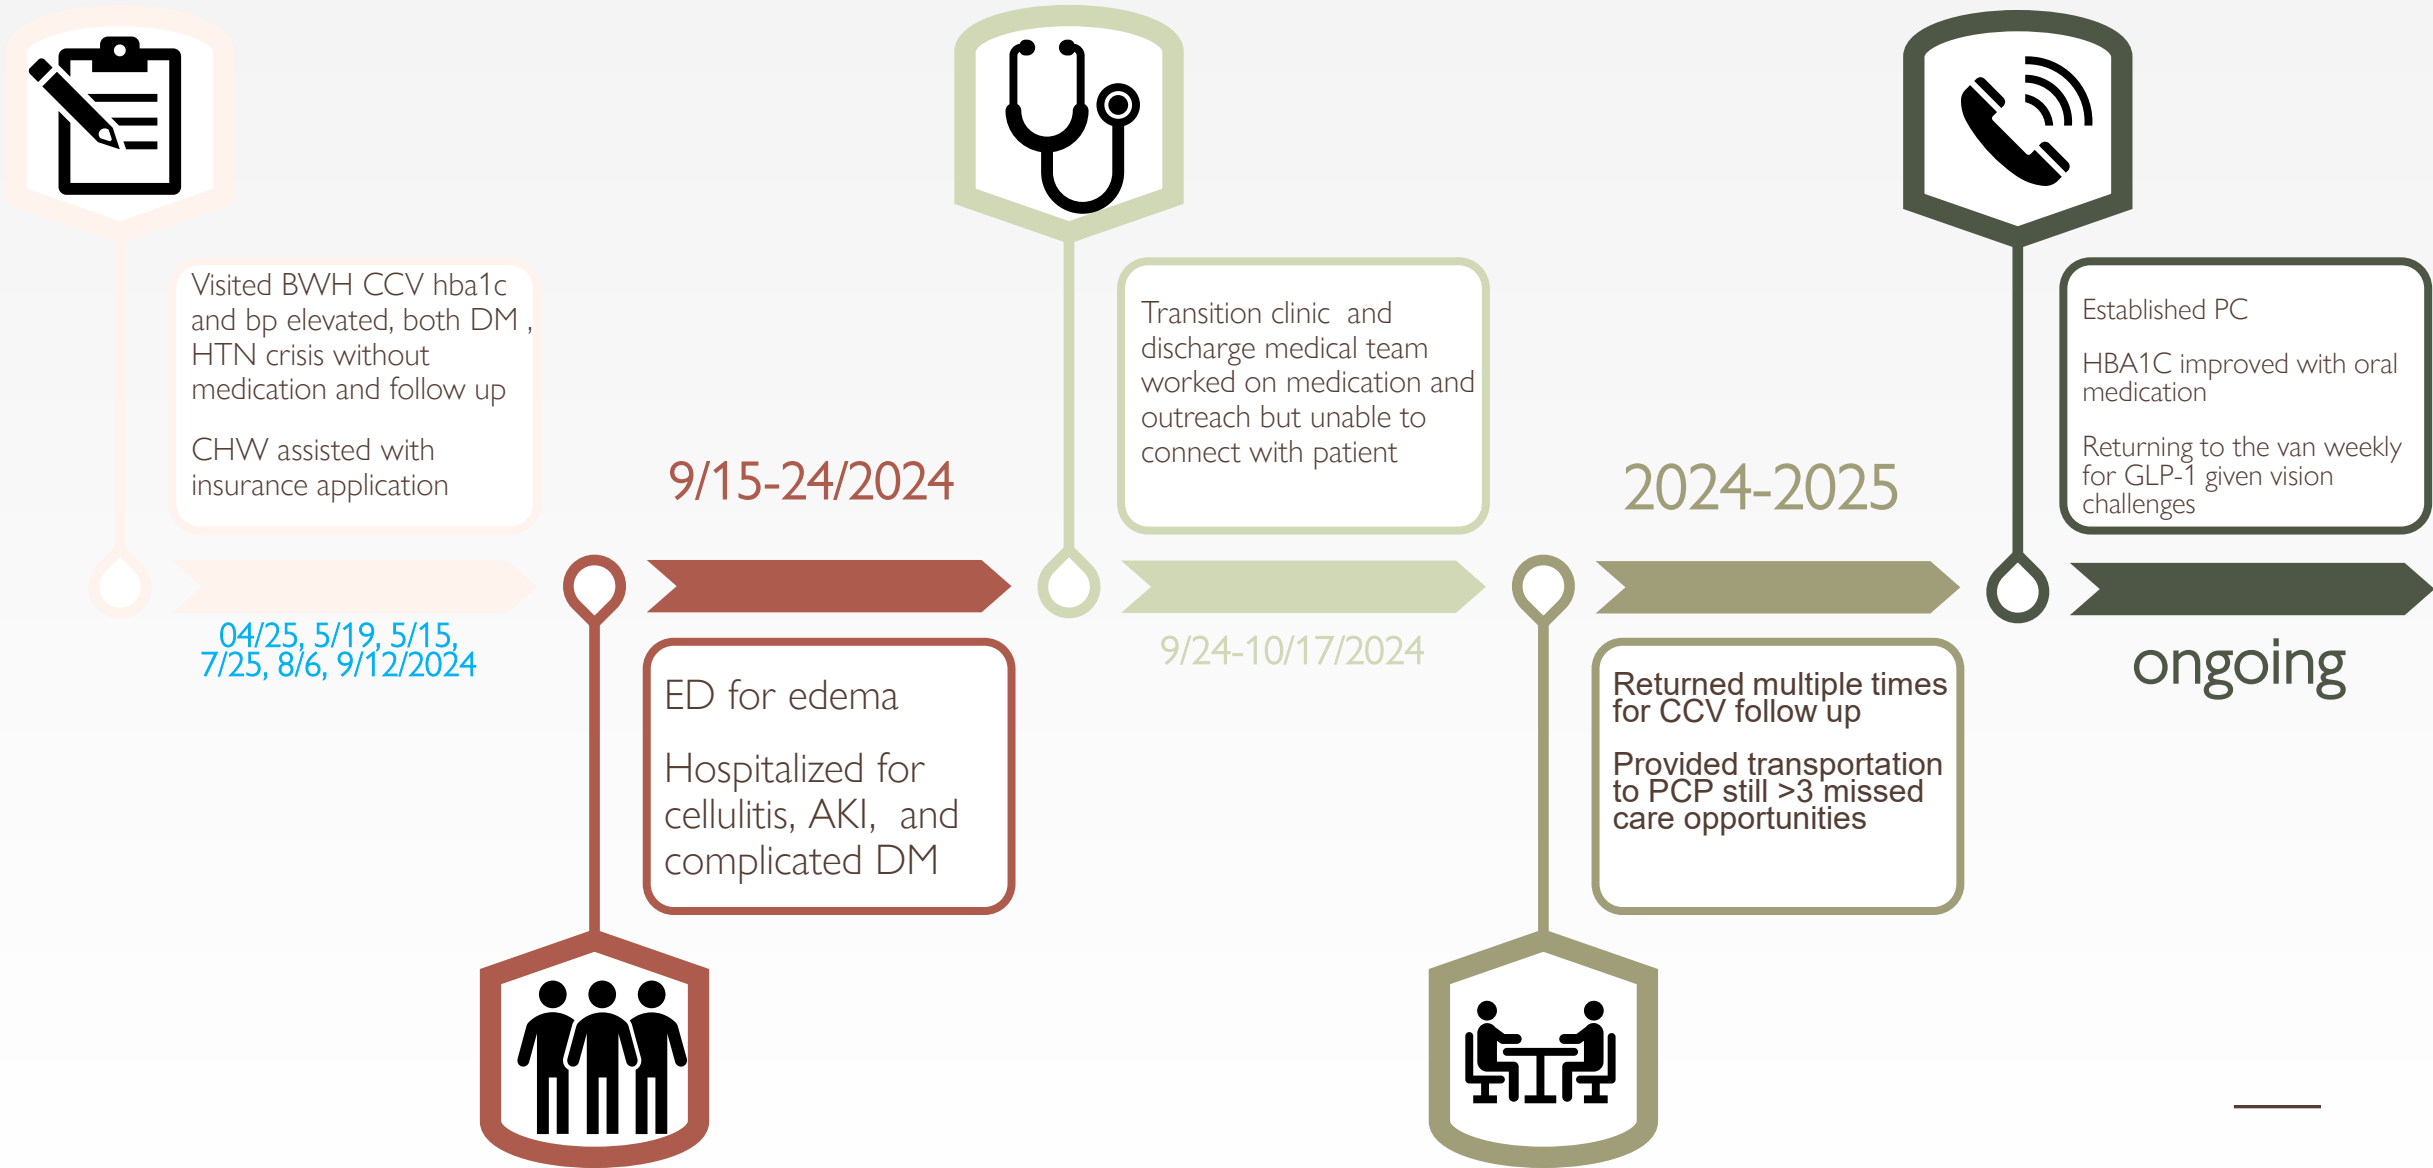 Visited BWH CCV hba1c
and bp elevated, both DM ,
HTN crisis without
medication and follow up
CHW assisted with
insurance application
04/25, 5/19, 5/15,
7/25, 8/6, 9/12/2024
9/15-24/2024
ED for edema
Hospitalized for
cellulitis, AKI, and
complicated DM
Transition clinic and
discharge medical team
worked on medication and
outreach but unable to
connect with patient
9/24-10/17/2024
2024-2025
Returned multiple times
for CCV follow up
Provided transportation
to PCP still >3 missed
care opportunities
Established PC
HBA1C improved with oral
medication
Returning to the van weekly
for GLP-1 given vision
challenges
ongoing